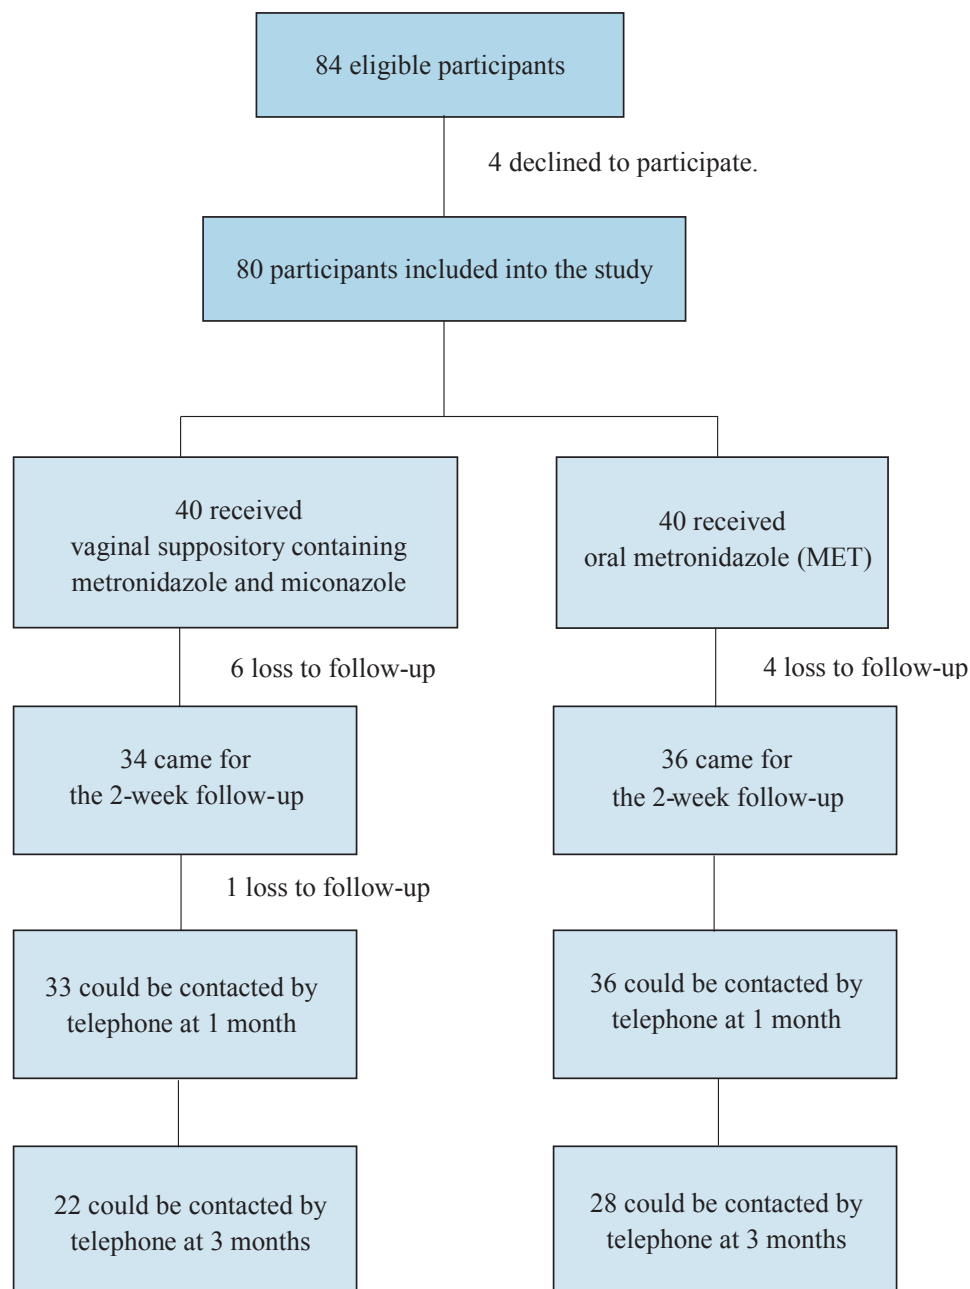 84 eligible participants
4 declined to participate.
80 participants included into the study
40 received
vaginal suppository containing
metronidazole and miconazole
40 received
oral metronidazole (MET)
6 loss to follow-up
4 loss to follow-up
34 came for
the 2-week follow-up
36 came for
the 2-week follow-up
1 loss to follow-up
33 could be contacted by
telephone at 1 month
36 could be contacted by
telephone at 1 month
22 could be contacted by
telephone at 3 months
28 could be contacted by
telephone at 3 months